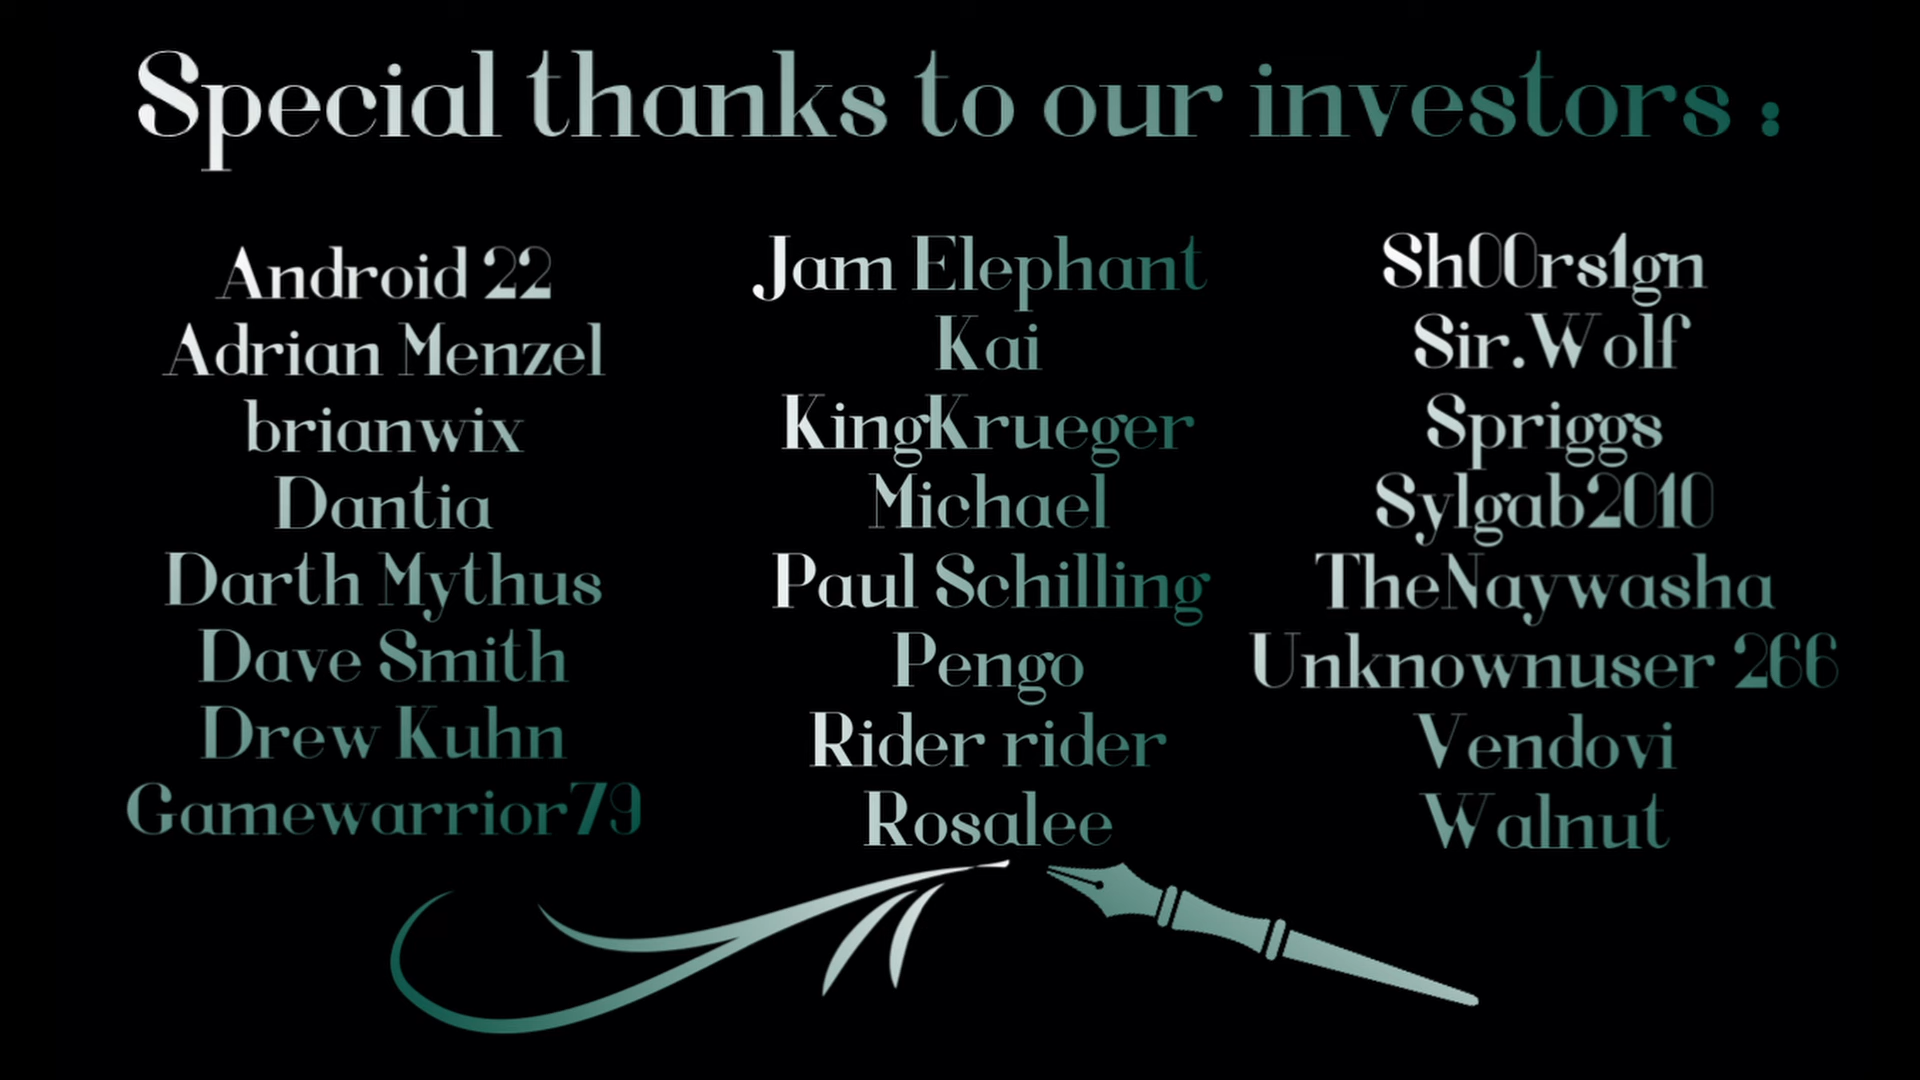 Special thanks to our investors :
Android 22
Adrian Menzel
brianwix
Dantia
Darth Mythus
Dave Smith
Drew Kuhn
Gamewarrior79
Jam Elephant
Kai
KingKrueger
Michael
Paul Schilling
Pengo
Rider rider
Rosalee
Sh00rs1gn
Sir.Wolf
Spriggs
Sylgab2010
TheNaywasha
Unknownuser 266
Vendovi
Walnut